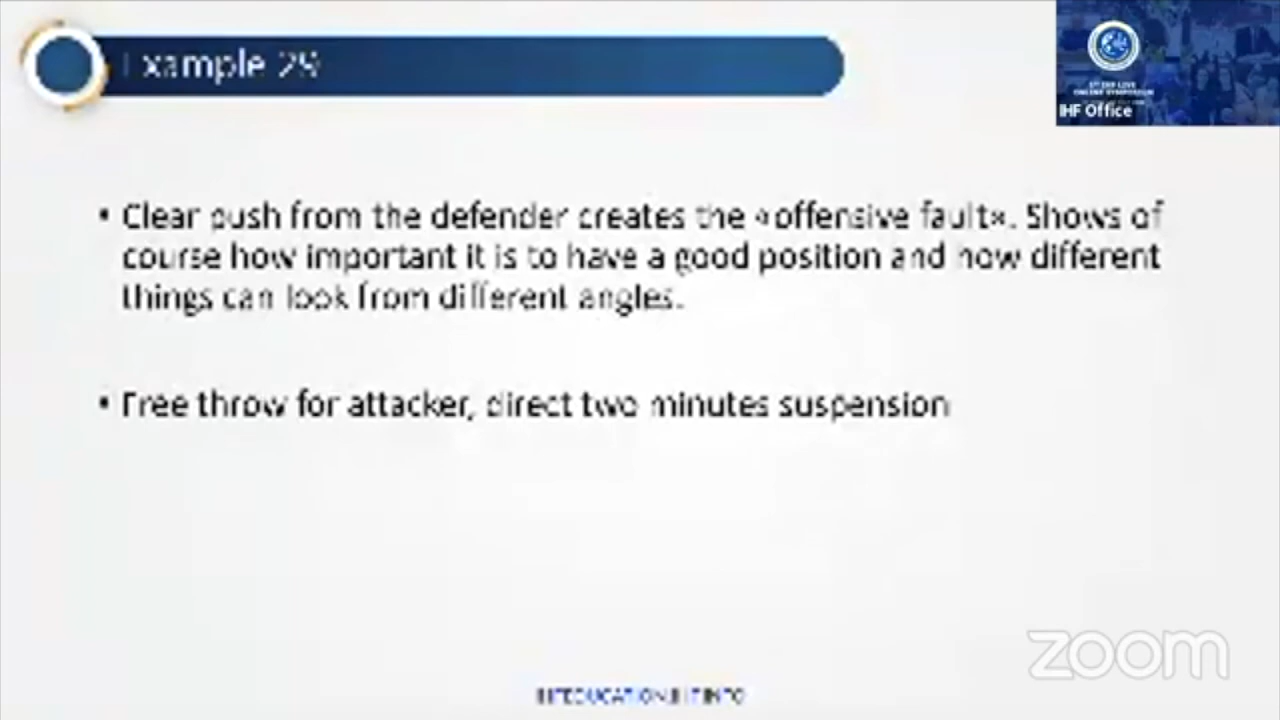 Example 29
IHF Office
• Clear push from the defender creates the «offensive fault». Shows of
course how important it is to have a good position and how different
things can look from different angles.
• Free throw for attacker, direct two minutes suspension
zoom